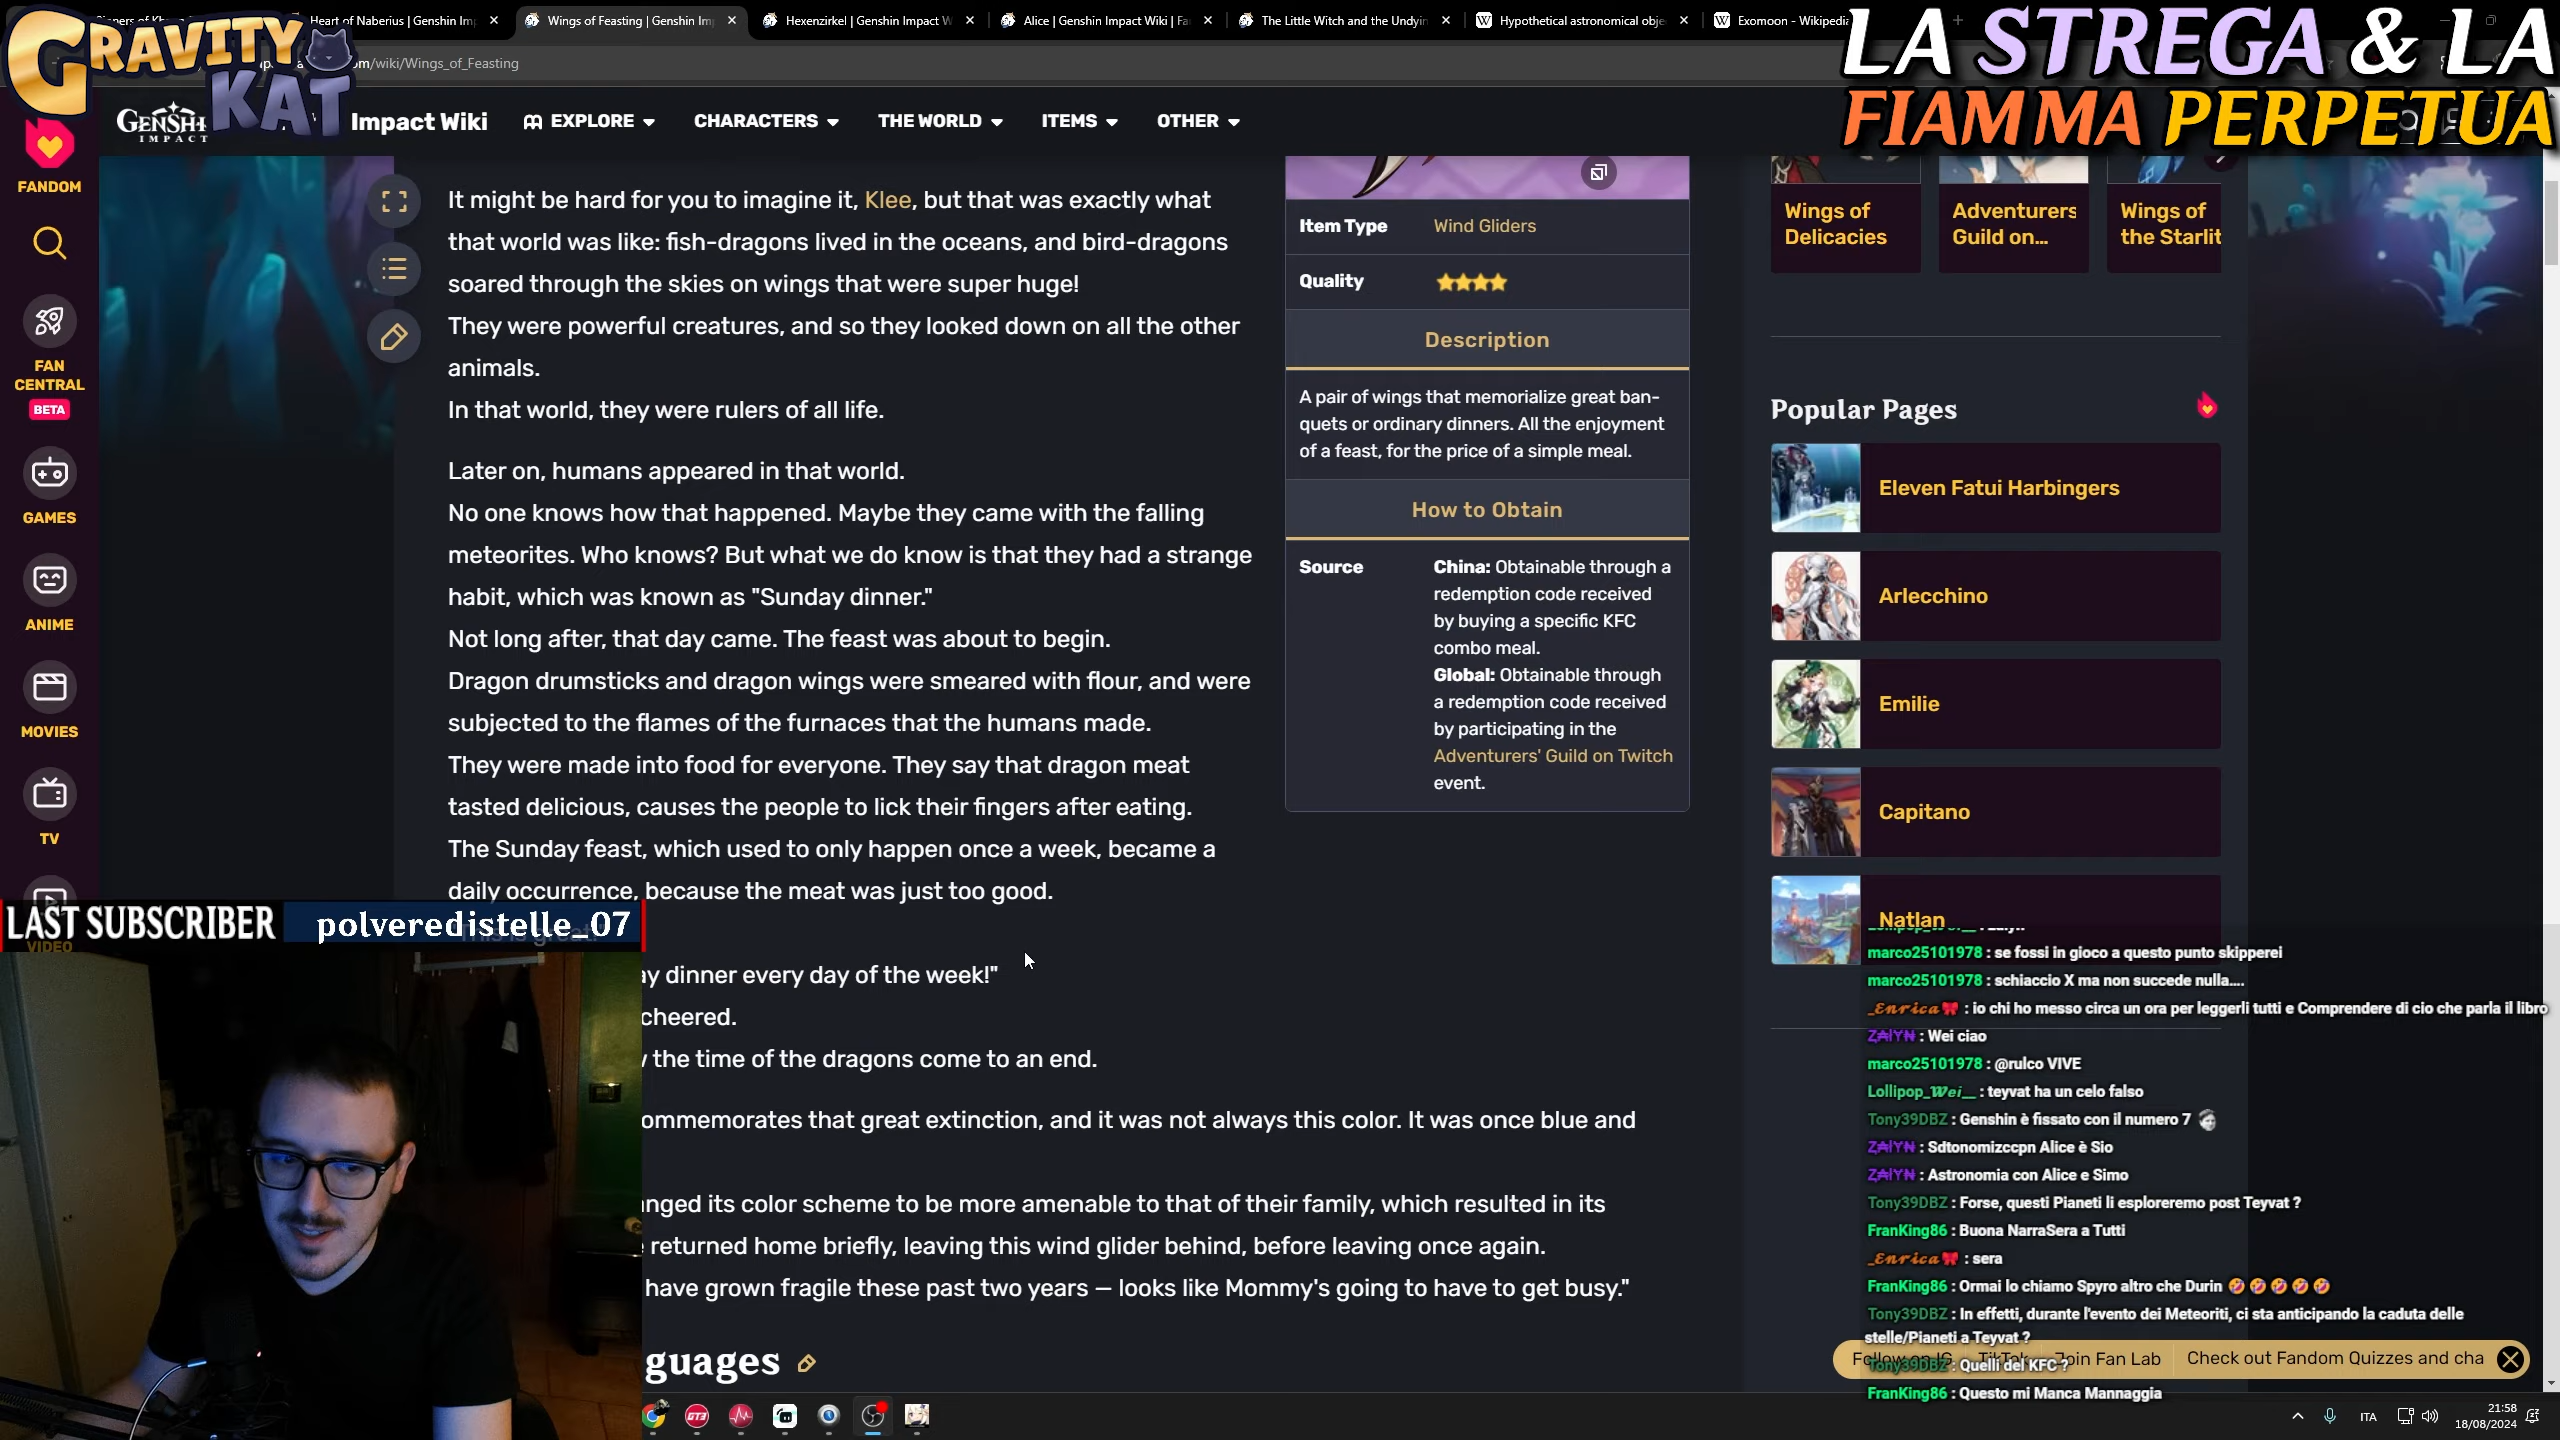 Heart of Naberius | Genshin Im
Wings of Feasting | Genshin Im
Hexenzirkel | Genshin Impact W
Alice | Genshin Impact Wiki | Fa
The Little Witch and the Undyin
Hypothetical astronomical obje
Exomoon - Wikipedia
GRAVITY
KAT
om/wiki/Wings_of_Feasting
LA STREGA & LA
FIAMMA PERPETUA
GENSHI
IMPACT
Impact Wiki
EXPLORE
CHARACTERS
THE WORLD
ITEMS
OTHER
FANDOM
FAN
CENTRAL
BETA
GAMES
ANIME
MOVIES
TV
VIDEO
It might be hard for you to imagine it, Klee, but that was exactly what
that world was like: fish-dragons lived in the oceans, and bird-dragons
soared through the skies on wings that were super huge!
They were powerful creatures, and so they looked down on all the other
animals.
In that world, they were rulers of all life.
Later on, humans appeared in that world.
No one knows how that happened. Maybe they came with the falling
meteorites. Who knows? But what we do know is that they had a strange
habit, which was known as "Sunday dinner."
Not long after, that day came. The feast was about to begin.
Dragon drumsticks and dragon wings were smeared with flour, and were
subjected to the flames of the furnaces that the humans made.
They were made into food for everyone. They say that dragon meat
tasted delicious, causes the people to lick their fingers after eating.
The Sunday feast, which used to only happen once a week, became a
daily occurrence, because the meat was just too good.
"This is great!
ay dinner every day of the week!"
cheered.
the time of the dragons come to an end.
ommemorates that great extinction, and it was not always this color. It was once blue and
nged its color scheme to be more amenable to that of their family, which resulted in its
returned home briefly, leaving this wind glider behind, before leaving once again.
have grown fragile these past two years — looks like Mommy's going to have to get busy."
guages
Item Type
Wind Gliders
Quality
Description
A pair of wings that memorialize great ban-
quets or ordinary dinners. All the enjoyment
of a feast, for the price of a simple meal.
How to Obtain
Source
China: Obtainable through a
redemption code received
by buying a specific KFC
combo meal.
Global: Obtainable through
a redemption code received
by participating in the
Adventurers' Guild on Twitch
event.
Wings of
Delicacies
Adventurers
Guild on...
Wings of
the Starlit
Popular Pages
Eleven Fatui Harbingers
Arlecchino
Emilie
Capitano
Natlan
LAST SUBSCRIBER polveredistelle_07
marco25101978 : se fossi in gioco a questo punto skipperei
marco25101978 : schiaccio X ma non succede nulla....
_Enrica : io chi ho messo circa un ora per leggerli tutti e Comprendere di cio che parla il libro
: Wei ciao
marco25101978 : @rulco VIVE
Lollipop_Wei__ : teyvat ha un celo falso
Tony39DBZ : Genshin è fissato con il numero 7
: Sdtonomizccpn Alice è Sio
: Astronomia con Alice e Simo
Tony39DBZ : Forse, questi Pianeti li esploreremo post Teyvat ?
FranKing86 : Buona NarraSera a Tutti
_Enrica : sera
FranKing86 : Ormai lo chiamo Spyro altro che Durin 🤣 🤣 🤣 🤣 🤣
Tony39DBZ : In effetti, durante l'evento dei Meteoriti, ci sta anticipando la caduta delle
stelle/Pianeti a Teyvat ?
Tony39DBZ : Quelli del KFC ?
FranKing86 : Questo mi Manca Mannaggia
Follow on IG
TikTok
Join Fan Lab
Check out Fandom Quizzes and cha
ITA
21:58
18/08/2024